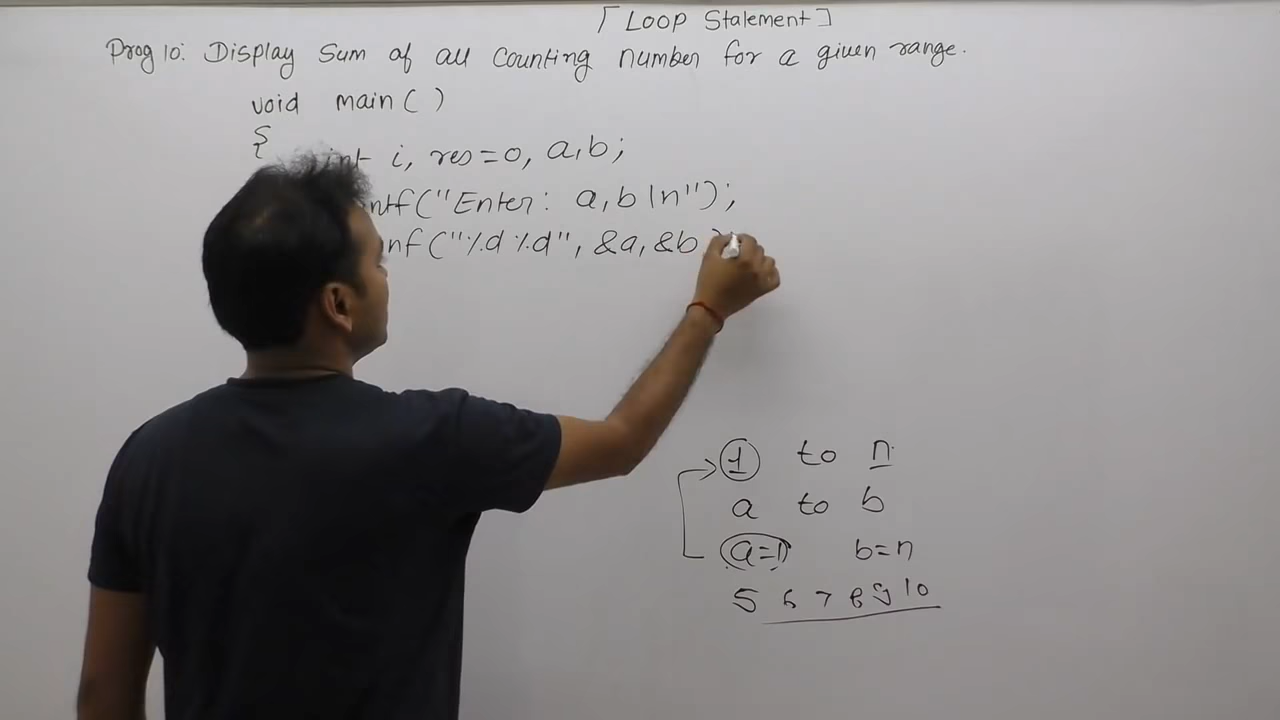 [Loop Statement]
Prog 10: Display Sum of all Counting Number for a given range.
void main( )
{
int i, res=0, a,b;
ntf("Enter: a,b \n");
nf("%d %d", &a, &b
1 to n
a to b
a=n b=n
5 6 7 8 9 10